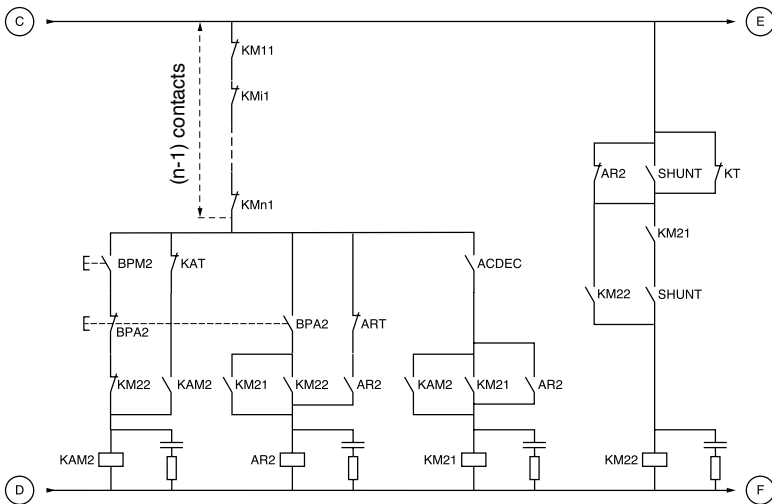 C
E
KM11
KMi1
(n-1) contacts
AR2 SHUNT KT
KMn1
KM21
BPM2 KAT ACDEC
KM22 SHUNT
BPA2 BPA2 ART
KM22 KAM2 KM21 KM22 AR2 KAM2 KM21 AR2
KAM2 AR2 KM21 KM22
D
F